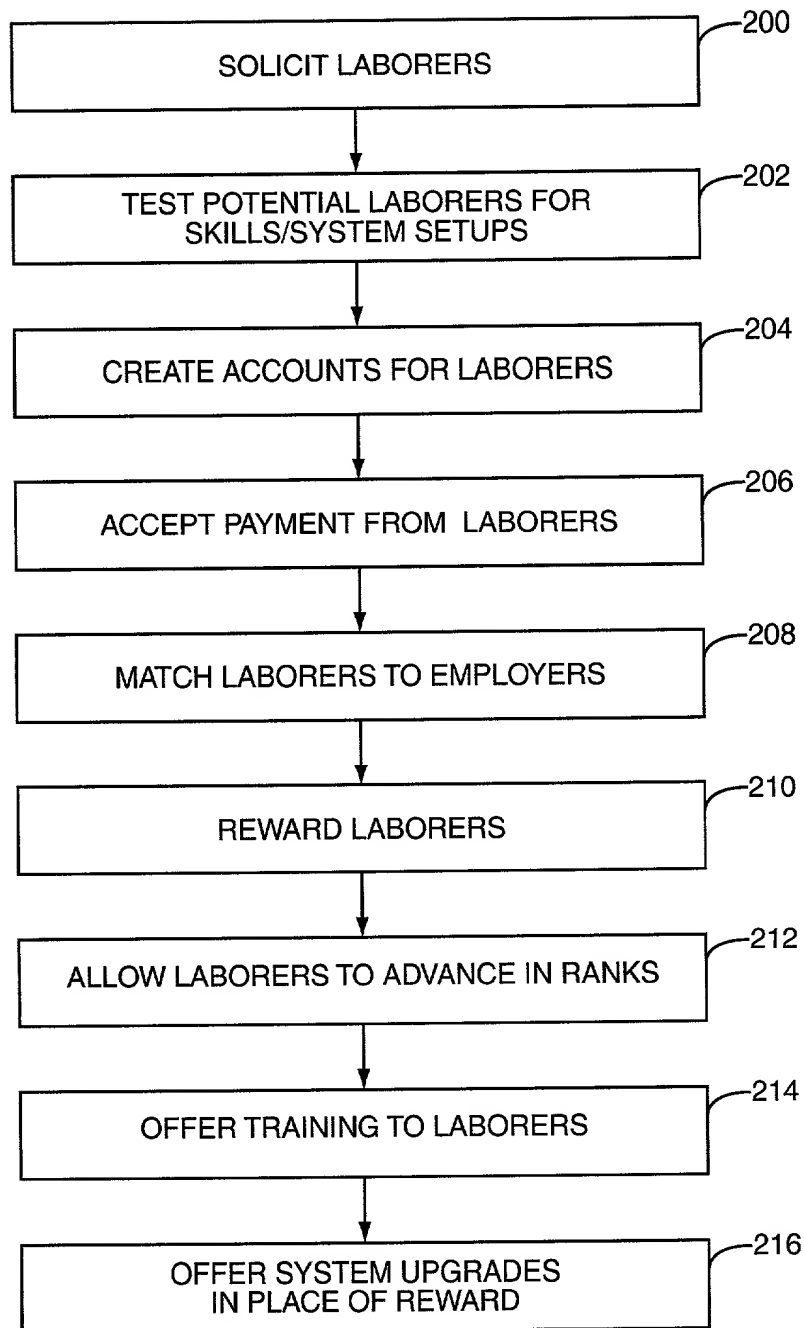 200
SOLICIT LABORERS
202
TEST POTENTIAL LABORERS FOR
SKILLS/SYSTEM SETUPS
204
CREATE ACCOUNTS FOR LABORERS
206
ACCEPT PAYMENT FROM LABORERS
208
MATCH LABORERS TO EMPLOYERS
210
REWARD LABORERS
212
ALLOW LABORERS TO ADVANCE IN RANKS
214
OFFER TRAINING TO LABORERS
216
OFFER SYSTEM UPGRADES
IN PLACE OF REWARD